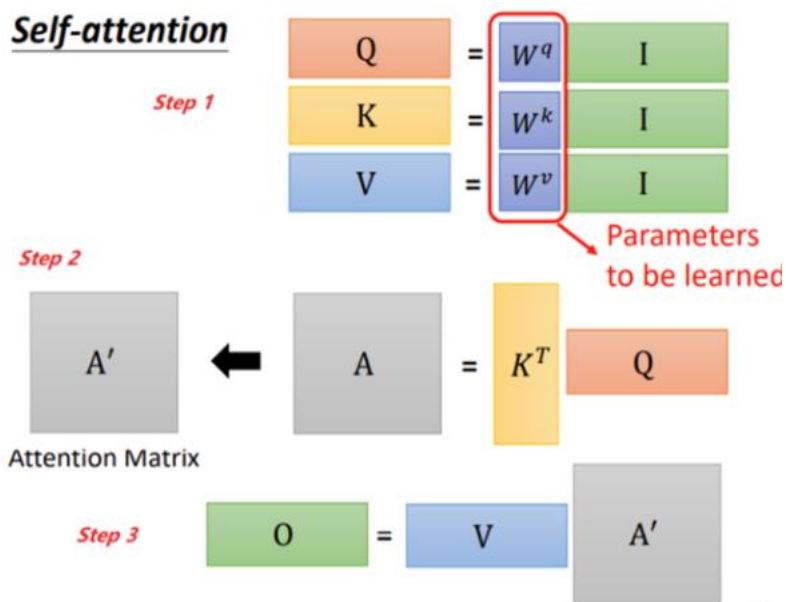 Self-attention
Q = W^q I
Step 1
K = W^k I
V = W^v I
Parameters
to be learned
Step 2
A′ A = K^T Q
Attention Matrix
Step 3
O = V A′